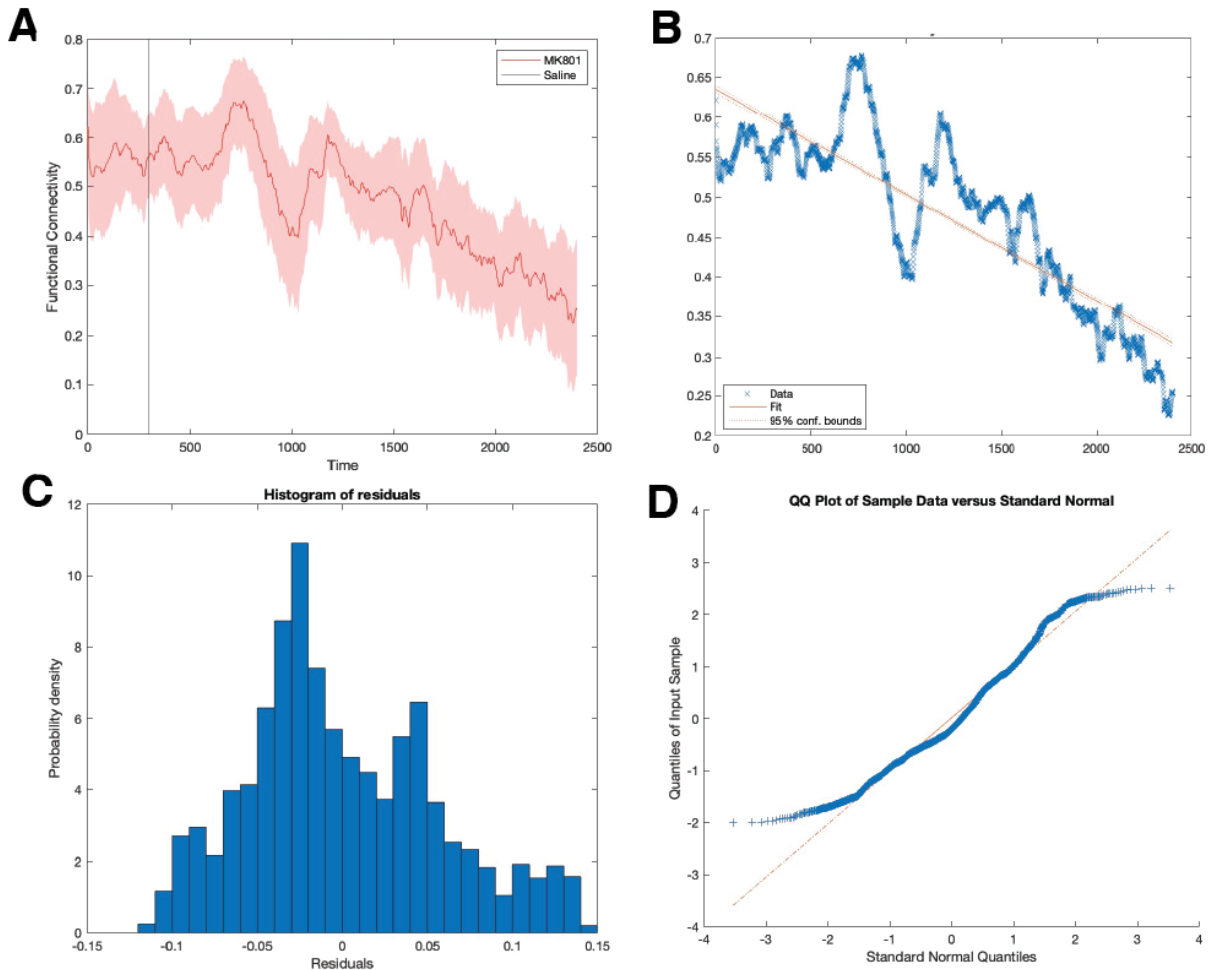 A
0.8
0.7
0.6
0.5
0.4
0.3
0.2
0.1
0
Functional Connectivity
MK801
Saline
0 500 1000 1500 2000 2500
Time
B
0.7
0.65
0.6
0.55
0.5
0.45
0.4
0.35
0.3
0.25
0.2
Data
Fit
95% conf. bounds
0 500 1000 1500 2000 2500
C
Histogram of residuals
12
10
8
6
4
2
0
Probability density
-0.15 -0.1 -0.05 0 0.05 0.1 0.15
Residuals
D
QQ Plot of Sample Data versus Standard Normal
4
3
2
1
0
-1
-2
-3
-4
Quantiles of Input Sample
-4 -3 -2 -1 0 1 2 3 4
Standard Normal Quantiles